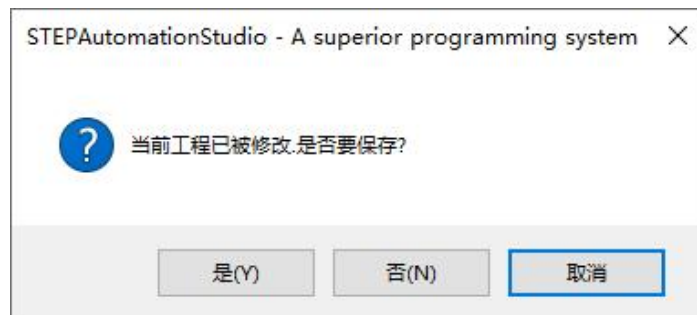 STEPAutomationStudio - A superior programming system
当前工程已被修改.是否要保存?
是(Y)
否(N)
取消